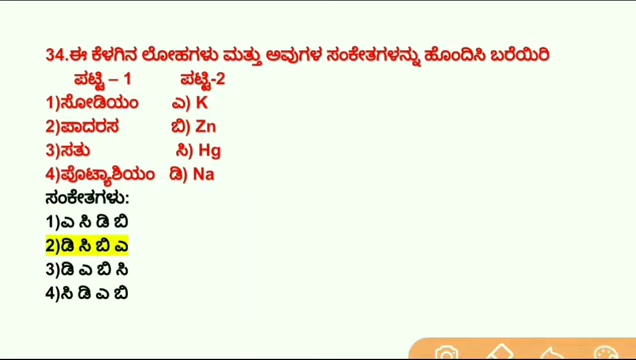 34.ಈ ಕೆಳಗಿನ ಲೋಹಗಳು ಮತ್ತು ಅವುಗಳ ಸಂಕೇತಗಳನ್ನು ಹೊಂದಿಸಿ ಬರೆಯಿರಿ
ಪಟ್ಟಿ – 1 ಪಟ್ಟಿ-2
1)ಸೋಡಿಯಂ ಎ) K
2)ಪಾದರಸ ಬಿ) Zn
3)ಸತು ಸಿ) Hg
4)ಪೊಟ್ಯಾಶಿಯಂ ಡಿ) Na
ಸಂಕೇತಗಳು:
1)ಎ ಸಿ ಡಿ ಬಿ
2)ಡಿ ಸಿ ಬಿ ಎ
3)ಡಿ ಎ ಬಿ ಸಿ
4)ಸಿ ಡಿ ಎ ಬಿ